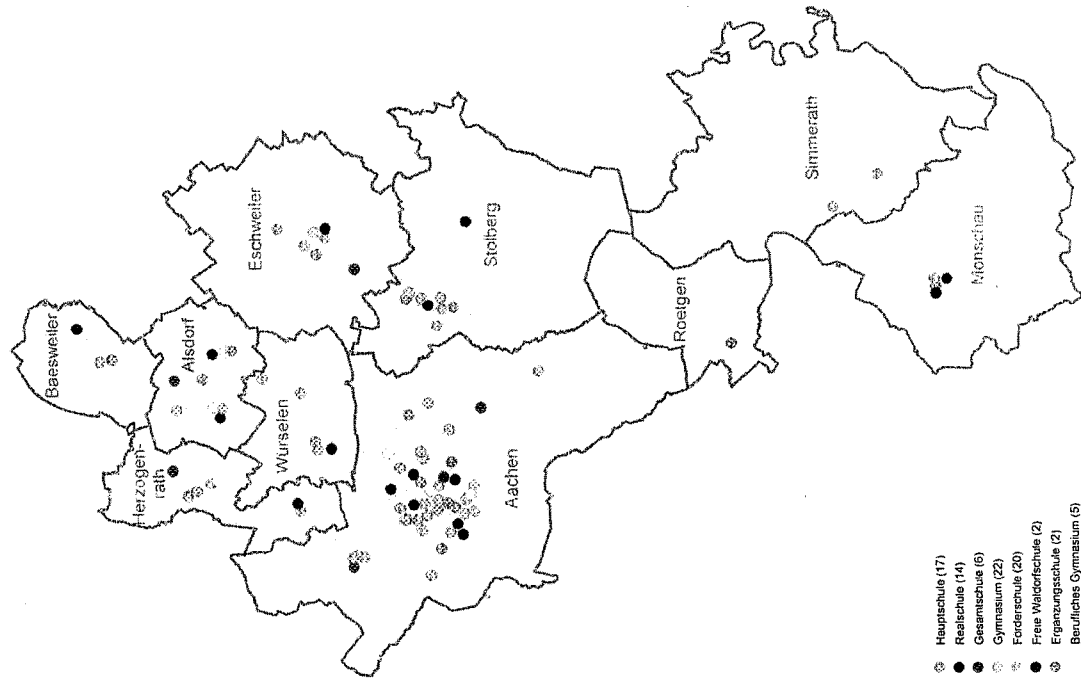 Baesweiler
Herzogen-
rath
Alsdorf
Eschweiler
Würselen
Stolberg
Aachen
Roetgen
Simmerath
Monschau
Hauptschule (17)
Realschule (14)
Gesamtschule (6)
Gymnasium (22)
Förderschule (20)
Freie Waldorfschule (2)
Ergänzungsschule (2)
Berufliches Gymnasium (5)